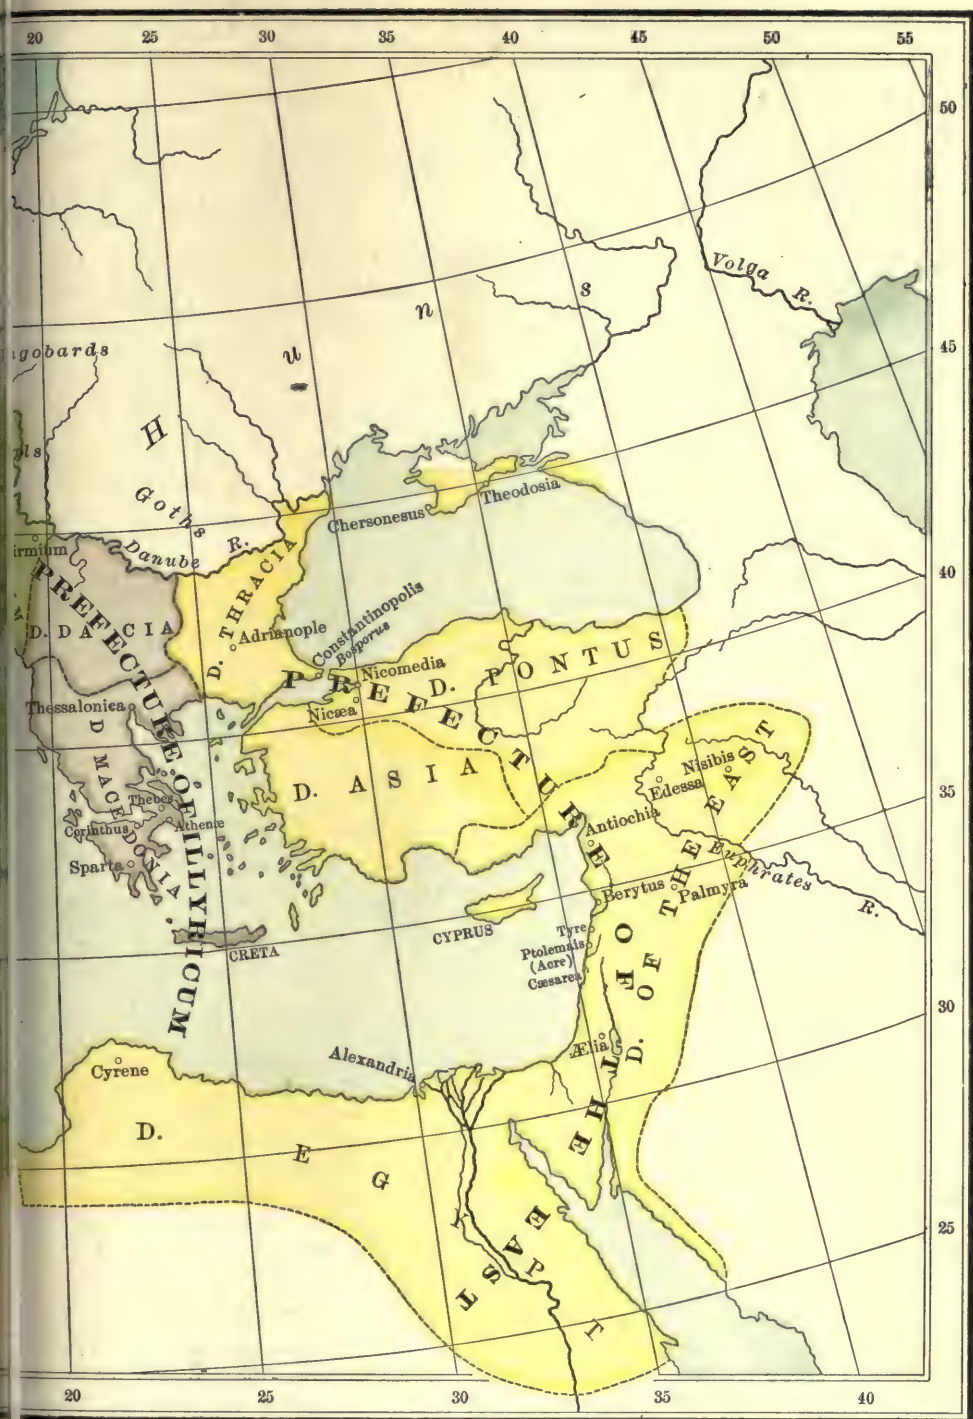 20 25 30 35 40 45 50 55
50
45
40
35
30
25
20 25 30 35 40
Volga R.
Huns
Goths
Danube R.
Chersonesus
Theodosia
PREFECTURE OF ILLYRICUM
D. DACIA
D. THRACIA
Adrianople
Constantinopolis
Bosporus
Nicomedia
Nicæa
PREFECTURE OF THE EAST
D. PONTUS
D. ASIA
Thessalonica
D MACEDONIA
Thebes
Corinthus
Athenæ
Sparta
CRETA
CYPRUS
Nisibis
Edessa
Antiochia
Euphrates R.
Berytus
Palmyra
Tyre
Ptolemais
(Acre)
Cæsarea
D. OF THE EAST
Ælia
Alexandria
Cyrene
D. EGYPT